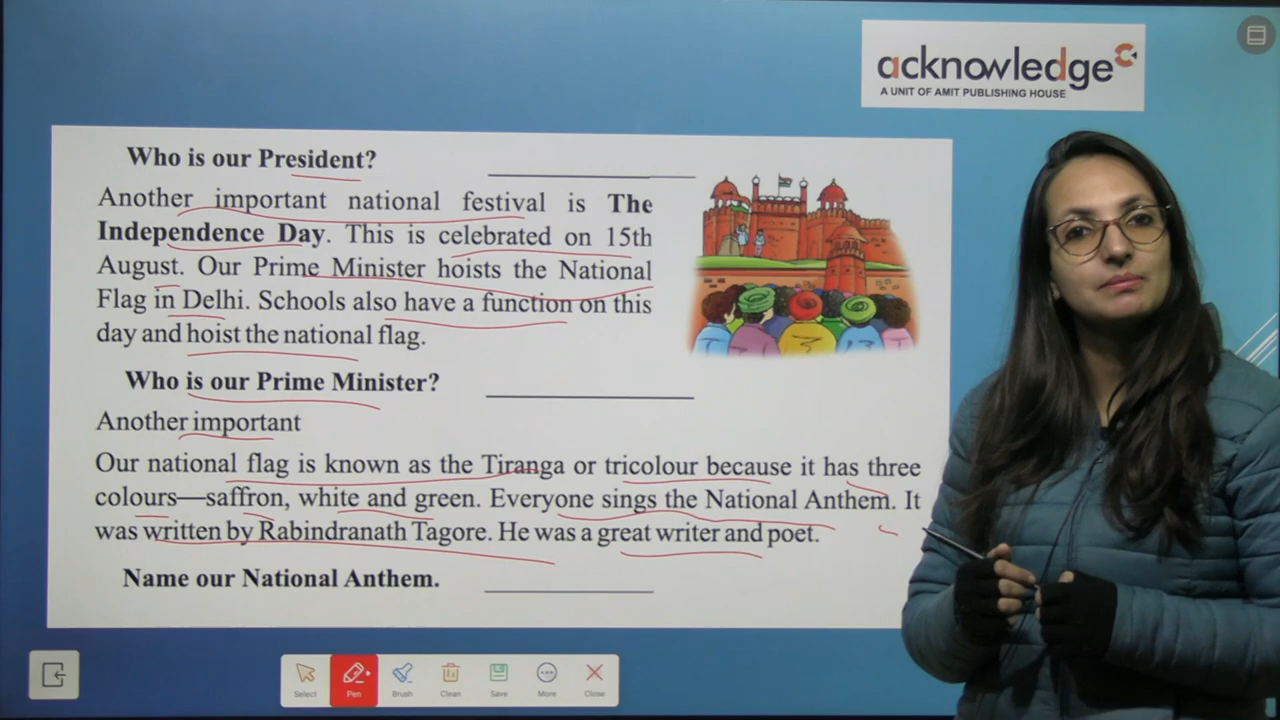 acknowledge
A UNIT OF AMIT PUBLISHING HOUSE
Who is our President?
Another important national festival is The
Independence Day. This is celebrated on 15th
August. Our Prime Minister hoists the National
Flag in Delhi. Schools also have a function on this
day and hoist the national flag.
Who is our Prime Minister?
Another important
Our national flag is known as the Tiranga or tricolour because it has three
colours—saffron, white and green. Everyone sings the National Anthem. It
was written by Rabindranath Tagore. He was a great writer and poet.
Name our National Anthem.
Select Pen Brush Clean Save More Close